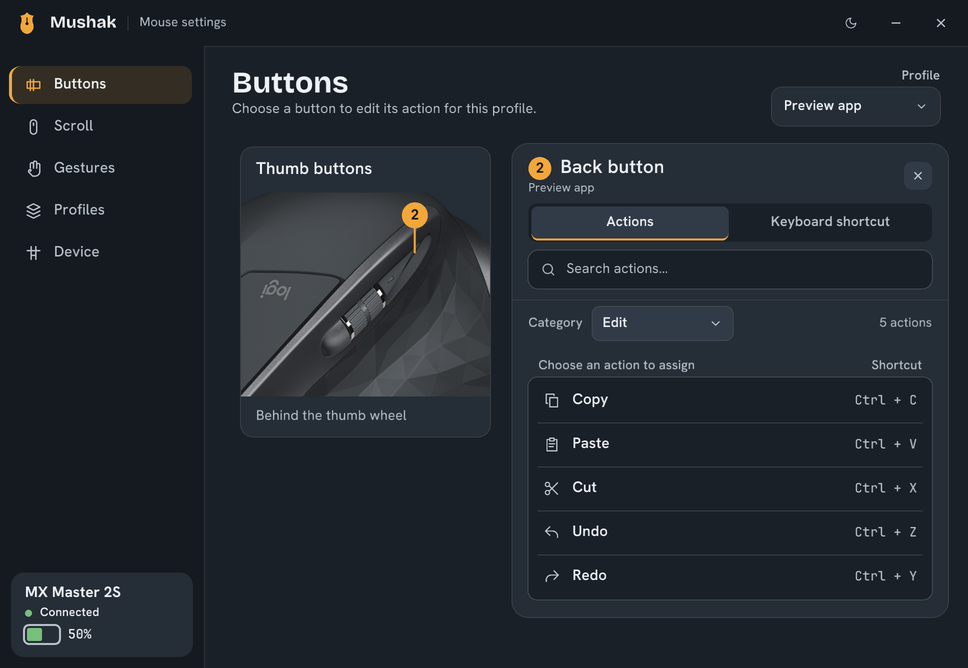 Mushak
Mouse settings
Buttons
Scroll
Gestures
Profiles
Device
MX Master 2S
Connected
50%
Buttons
Choose a button to edit its action for this profile.
Profile
Preview app
Thumb buttons
2
logi
Behind the thumb wheel
2 Back button
Preview app
Actions
Keyboard shortcut
Search actions...
Category
Edit
5 actions
Choose an action to assign
Shortcut
Copy
Ctrl + C
Paste
Ctrl + V
Cut
Ctrl + X
Undo
Ctrl + Z
Redo
Ctrl + Y